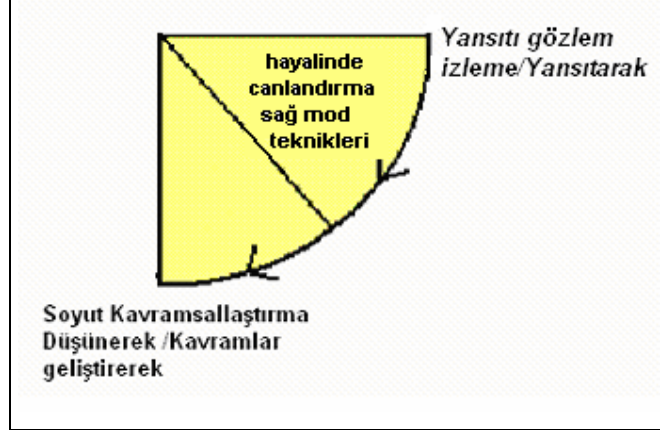 Yansıtı gözlem
izleme/Yansıtarak
hayalinde
canlandırma
sağ mod
teknikleri
Soyut Kavramsallaştırma
Düşünerek /Kavramlar
geliştirerek